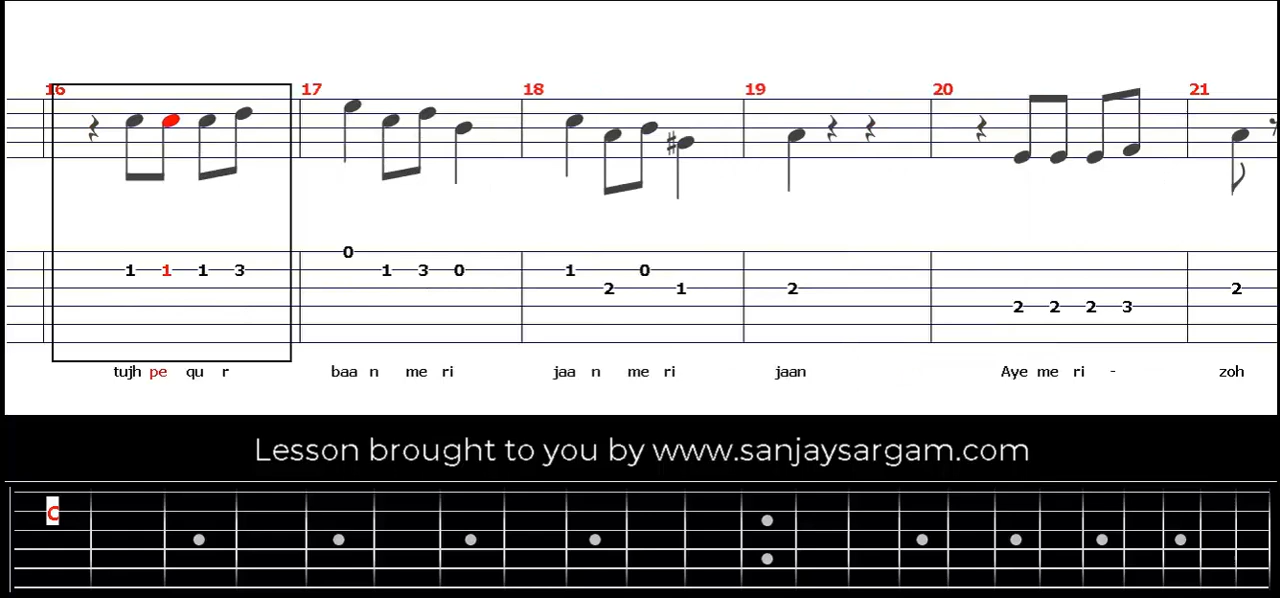 16 17 18 19 20 21
0
1 1 1 3 1 3 0 1 0
2 1 2 2
2 2 2 3
tujh pe qu r baa n me ri jaa n me ri jaan Aye me ri - zoh
Lesson brought to you by www.sanjaysargam.com
C